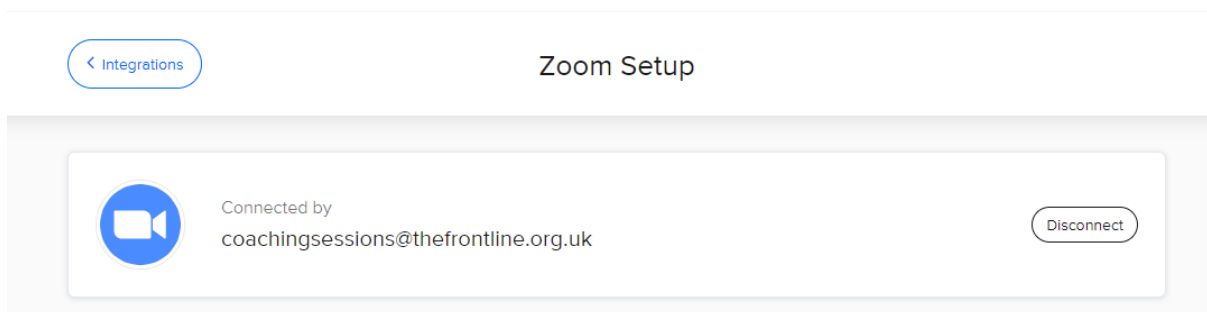 Integrations
Zoom Setup
Connected by
coachingsessions@thefrontline.org.uk
Disconnect